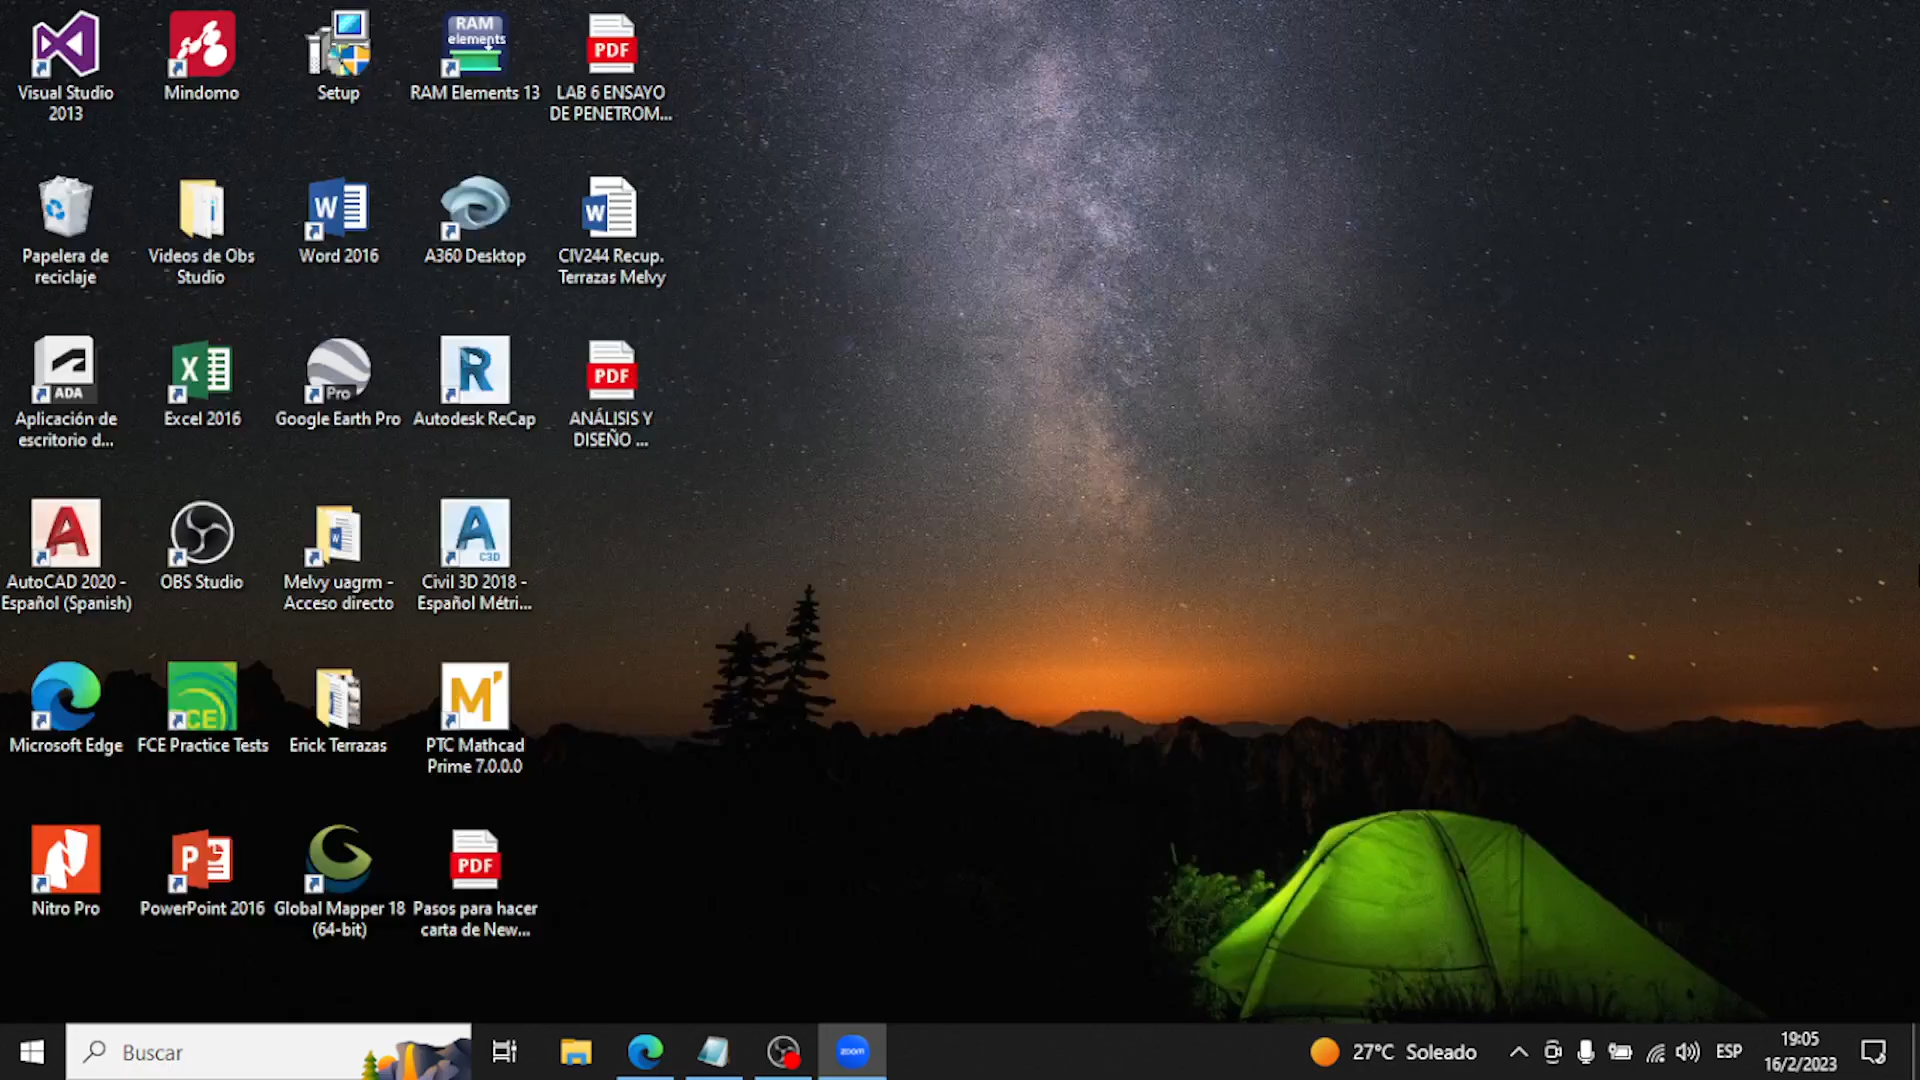 Visual Studio
2013
Mindomo
Setup
RAM
elements
RAM Elements 13
PDF
LAB 6 ENSAYO
DE PENETROM...
Papelera de
reciclaje
Videos de Obs
Studio
W
Word 2016
A360 Desktop
W
CIV244 Recup.
Terrazas Melvy
ADA
Aplicación de
escritorio d...
X
Excel 2016
Pro
Google Earth Pro
R
Autodesk ReCap
PDF
ANÁLISIS Y
DISEÑO ...
A
AutoCAD 2020 -
Español (Spanish)
OBS Studio
W
Melvy uagrm -
Acceso directo
A
C3D
Civil 3D 2018 -
Español Métri...
Microsoft Edge
FCE
FCE Practice Tests
Erick Terrazas
M'
PTC Mathcad
Prime 7.0.0.0
Nitro Pro
P
PowerPoint 2016
Global Mapper 18
(64-bit)
PDF
Pasos para hacer
carta de New...
Buscar
zoom
27°C Soleado
ESP
19:05
16/2/2023